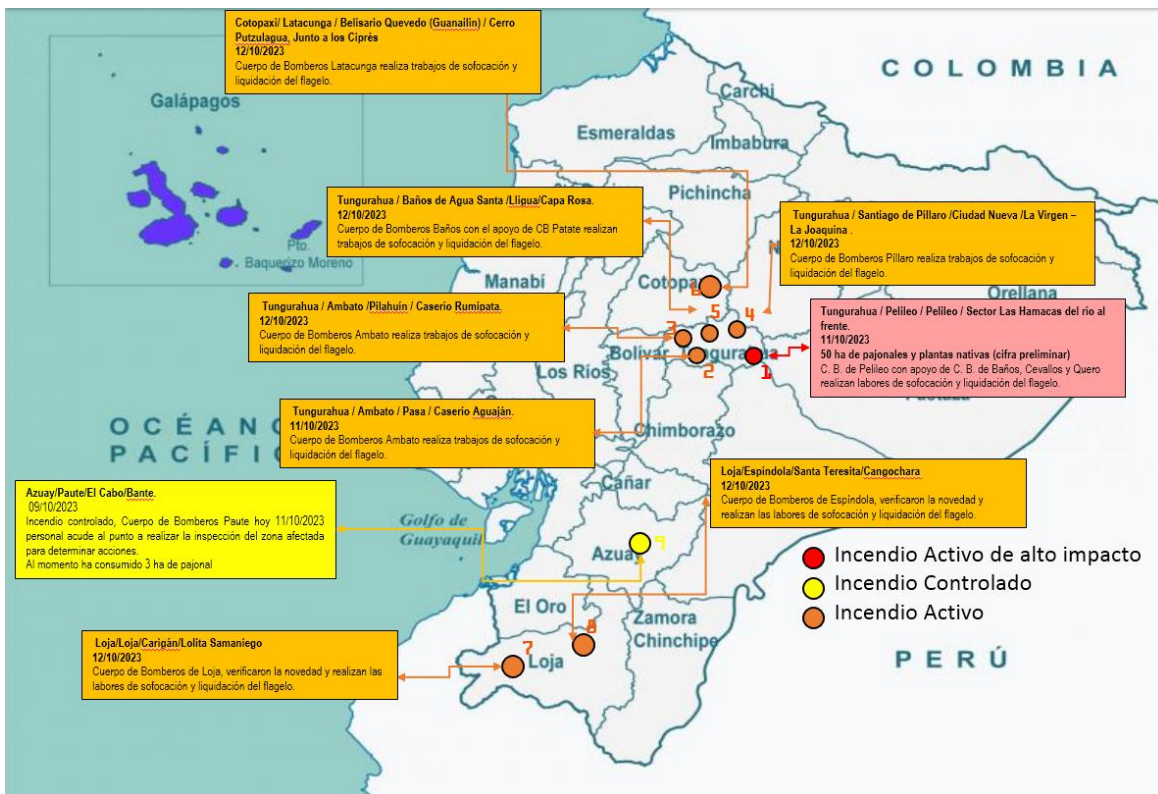 Cotopaxi/ Latacunga / Belisario Quevedo (Guanailin) / Cerro
Putzulagua, Junto a los Ciprés
12/10/2023
Cuerpo de Bomberos Latacunga realiza trabajos de sofocación y
liquidación del flagelo.
COLOMBIA
Galápagos
Carchi
Esmeraldas
Imbabura
Pichincha
Tungurahua / Baños de Agua Santa /Lligua/Capa Rosa.
12/10/2023
Cuerpo de Bomberos Baños con el apoyo de CB Patate realizan
trabajos de sofocación y liquidación del flagelo.
Tungurahua / Santiago de Píllaro /Ciudad Nueva /La Virgen –
La Joaquina .
12/10/2023
Cuerpo de Bomberos Píllaro realiza trabajos de sofocación y
liquidación del flagelo.
Pto.
Baquerizo Moreno
Manabí
Cotopa
6
Orellana
Tungurahua / Ambato /Pilahuín / Caserío Rumipata.
12/10/2023
Cuerpo de Bomberos Ambato realiza trabajos de sofocación y
liquidación del flagelo.
5
4
3
Tungurahua / Pelileo / Pelileo / Sector Las Hamacas del río al
frente.
11/10/2023
50 ha de pajonales y plantas nativas (cifra preliminar)
C. B. de Pelileo con apoyo de C. B. de Baños, Cevallos y Quero
realizan labores de sofocación y liquidación del flagelo.
Bolívar
ngurahua
2
1
Los Ríos
Pastaza
Tungurahua / Ambato / Pasa / Caserío Aguaján.
11/10/2023
Cuerpo de Bomberos Ambato realiza trabajos de sofocación y
liquidación del flagelo.
OCÉANO
PACÍFI
Chimborazo
Cañar
Loja/Espíndola/Santa Teresita/Cangochara
12/10/2023
Cuerpo de Bomberos de Espíndola, verificaron la novedad y
realizan las labores de sofocación y liquidación del flagelo.
Azuay/Paute/El Cabo/Bante.
09/10/2023
Incendio controlado, Cuerpo de Bomberos Paute hoy 11/10/2023
personal acude al punto a realizar la inspección del zona afectada
para determinar acciones.
Al momento ha consumido 3 ha de pajonal
Golfo de
Guayaquil
Azuay
9
Incendio Activo de alto impacto
Incendio Controlado
Incendio Activo
El Oro
Zamora
Chinchipe
8
Loja/Loja/Carigán/Lolita Samaniego
12/10/2023
Cuerpo de Bomberos de Loja, verificaron la novedad y realizan las
labores de sofocación y liquidación del flagelo.
7
Loja
PERÚ